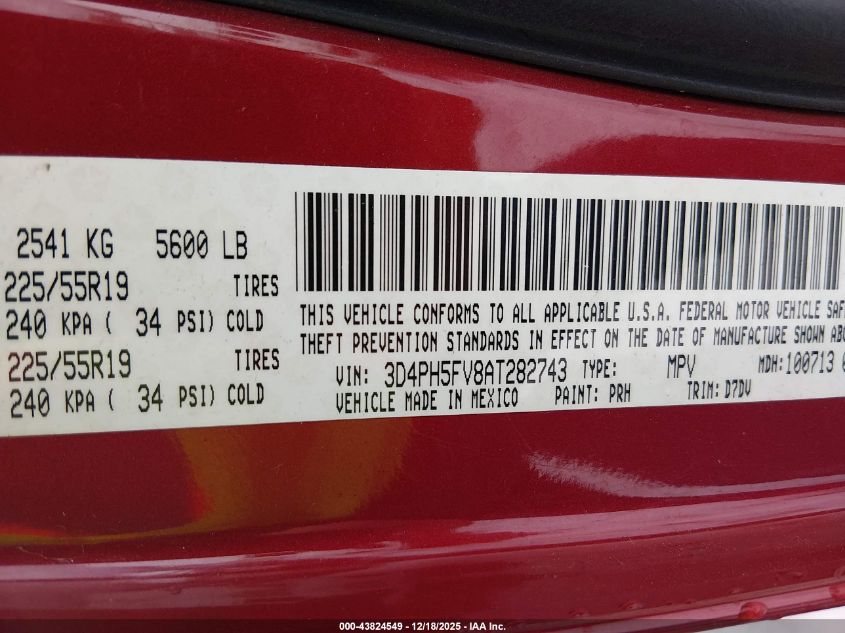 2541 KG 5600 LB
225/55R19 TIRES
240 KPA ( 34 PSI) COLD
225/55R19 TIRES
240 KPA ( 34 PSI) COLD
THIS VEHICLE CONFORMS TO ALL APPLICABLE U.S.A. FEDERAL MOTOR VEHICLE SAF
THEFT PREVENTION STANDARDS IN EFFECT ON THE DATE OF MANUFACTURE SHOWN ABO
VIN: 3D4PH5FV8AT282743 TYPE: MPV MDH:100713 0
VEHICLE MADE IN MEXICO PAINT: PRH TRIM: D7DV
000-43824549 — 12/18/2025 - IAA Inc.